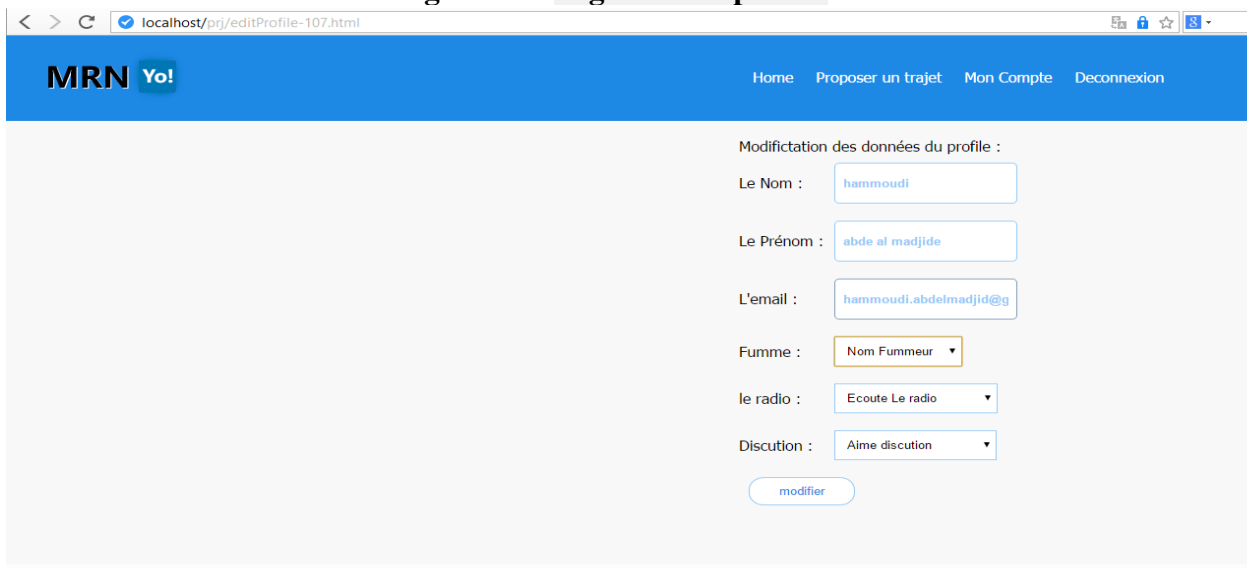 localhost/prj/editProfile-107.html
MRN Yo!
Home Proposer un trajet Mon Compte Deconnexion
Modifictation des données du profile :
Le Nom : hammoudi
Le Prénom : abde al madjide
L'email : hammoudi.abdelmadjid@g
Fumme : Nom Fummeur
le radio : Ecoute Le radio
Discution : Aime discution
modifier